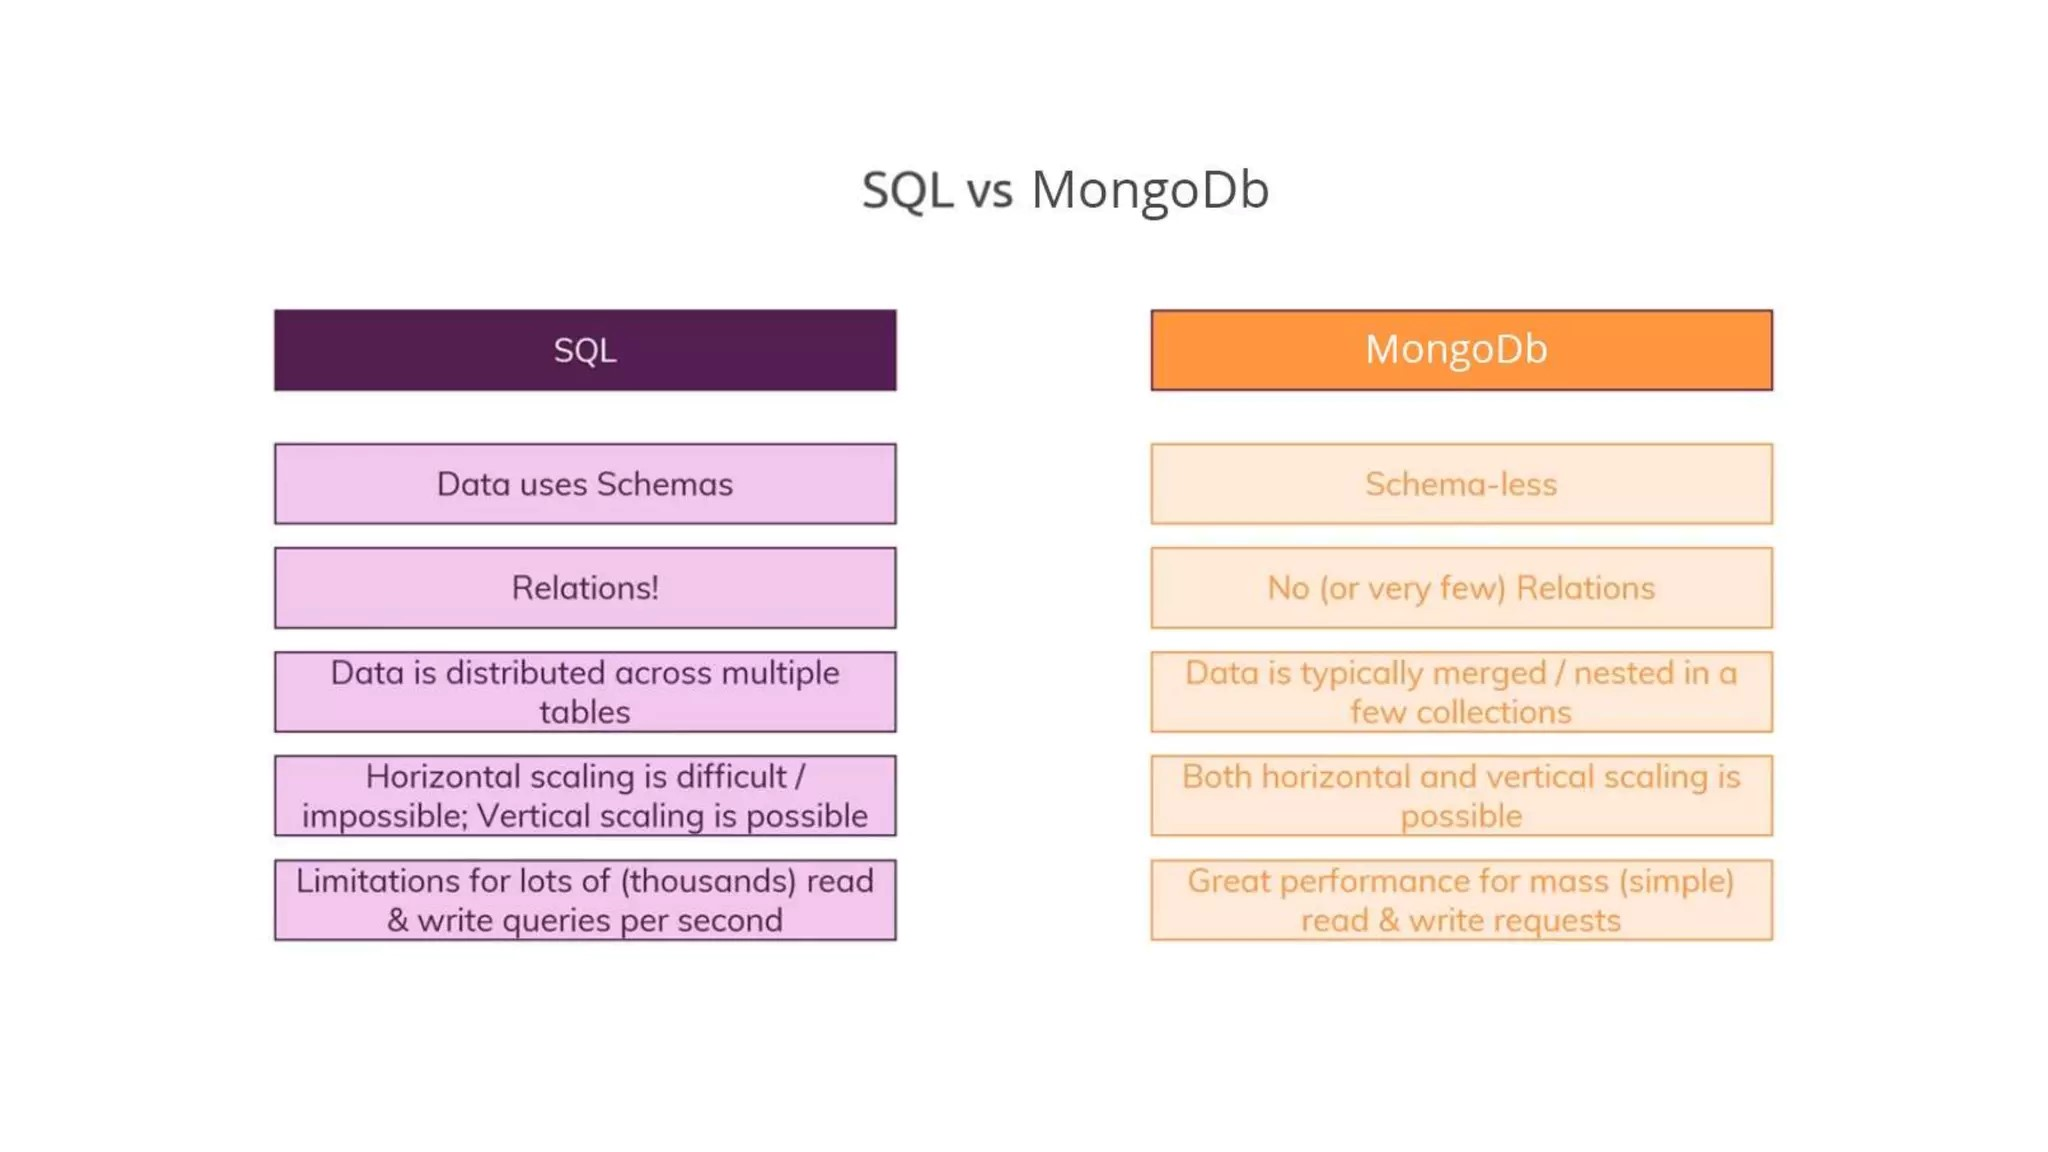 SQL vs MongoDb
SQL
Data uses Schemas
Relations!
Data is distributed across multiple
tables
Horizontal scaling is difficult /
impossible; Vertical scaling is possible
Limitations for lots of (thousands) read
& write queries per second
MongoDb
Schema-less
No (or very few) Relations
Data is typically merged / nested in a
few collections
Both horizontal and vertical scaling is
possible
Great performance for mass (simple)
read & write requests